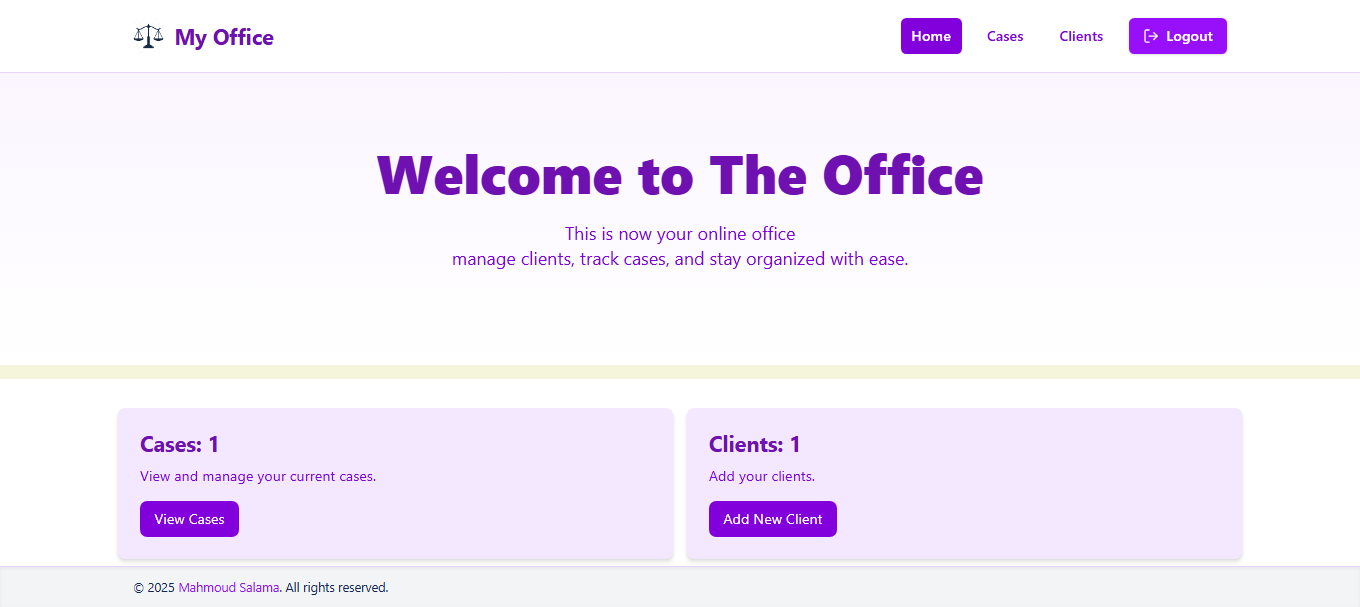 My Office
Home
Cases
Clients
Logout
Welcome to The Office
This is now your online office
manage clients, track cases, and stay organized with ease.
Cases: 1
View and manage your current cases.
View Cases
Clients: 1
Add your clients.
Add New Client
© 2025 Mahmoud Salama. All rights reserved.